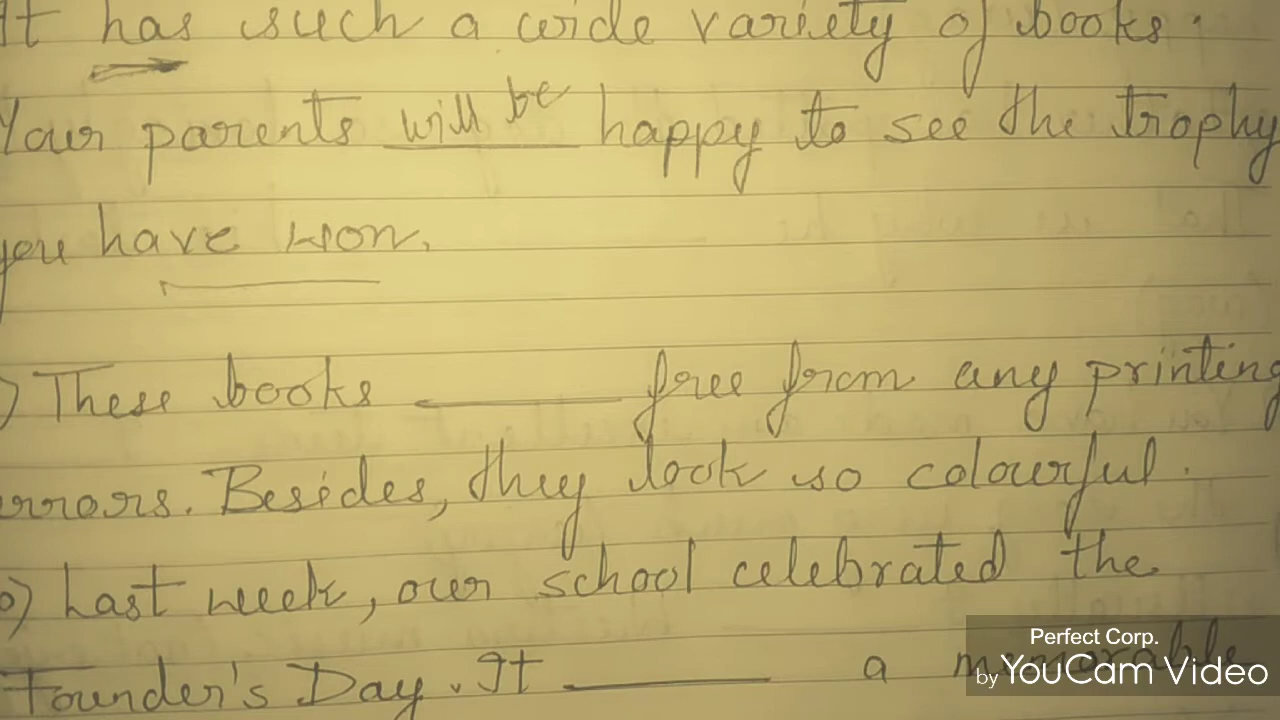 It has such a wide variety of books.
Your parents will be happy to see the trophy
you have won.
) These books ______ free from any printing
errors. Besides, they look so colourful.
) Last week, our school celebrated the
Founder's Day. It ______ a memorable
Perfect Corp.
by YouCam Video